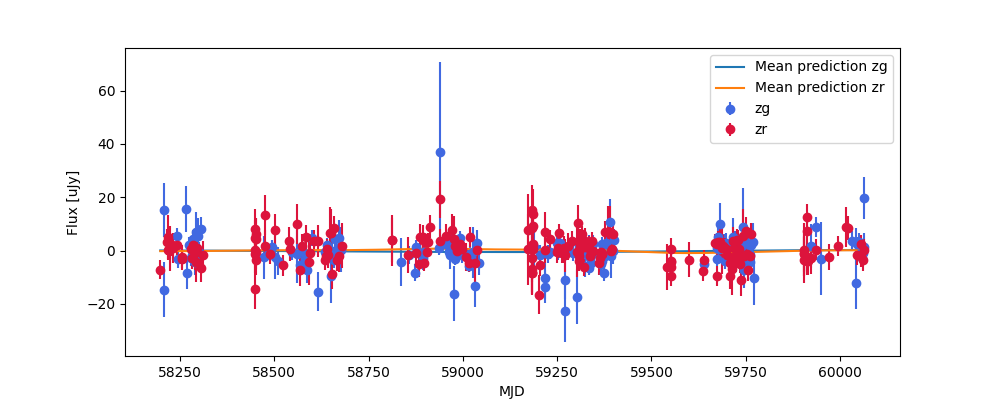 Mean prediction zg
Mean prediction zr
zg
zr
60
40
20
0
−20
Flux [uJy]
58250 58500 58750 59000 59250 59500 59750 60000
MJD